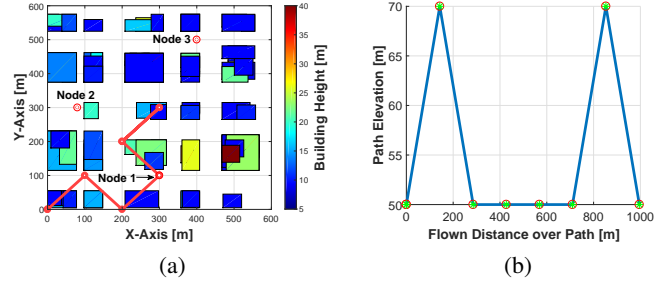 600
500
400
300
200
100
0
Y-Axis [m]
Node 3
Node 2
Node 1
0 100 200 300 400 500 600
X-Axis [m]
40
35
30
25
20
15
10
5
Building Height [m]
(a)
70
65
60
55
50
Path Elevation [m]
0 200 400 600 800 1000
Flown Distance over Path [m]
(b)